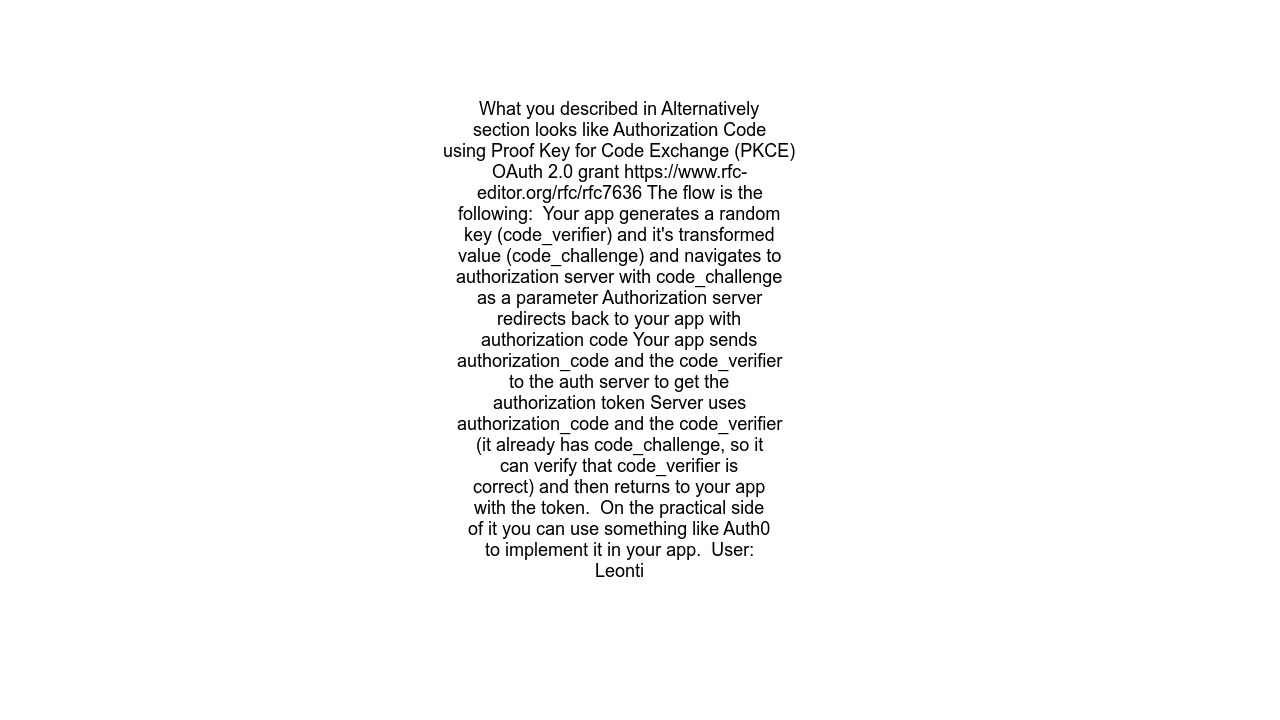 What you described in Alternatively
section looks like Authorization Code
using Proof Key for Code Exchange (PKCE)
OAuth 2.0 grant https://www.rfc-
editor.org/rfc/rfc7636 The flow is the
following:  Your app generates a random
key (code_verifier) and it's transformed
value (code_challenge) and navigates to
authorization server with code_challenge
as a parameter Authorization server
redirects back to your app with
authorization code Your app sends
authorization_code and the code_verifier
to the auth server to get the
authorization token Server uses
authorization_code and the code_verifier
(it already has code_challenge, so it
can verify that code_verifier is
correct) and then returns to your app
with the token.  On the practical side
of it you can use something like Auth0
to implement it in your app.  User:
Leonti